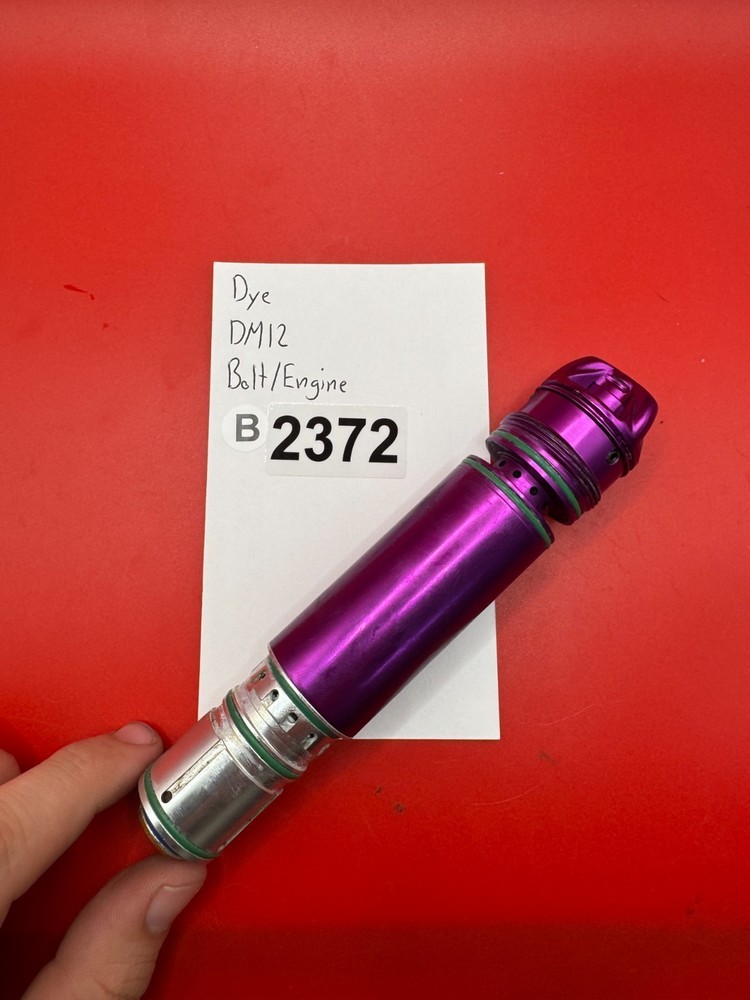 Dye
DM12
Bolt/Engine
B 2372